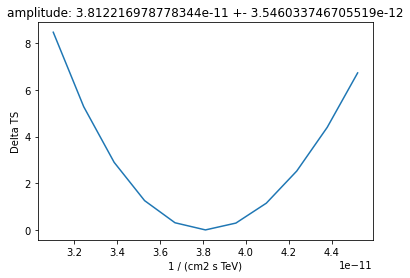 amplitude: 3.812216978778344e-11 +- 3.546033746705519e-12
8
6
4
2
0
Delta TS
3.2 3.4 3.6 3.8 4.0 4.2 4.4
1e−11
1 / (cm2 s TeV)